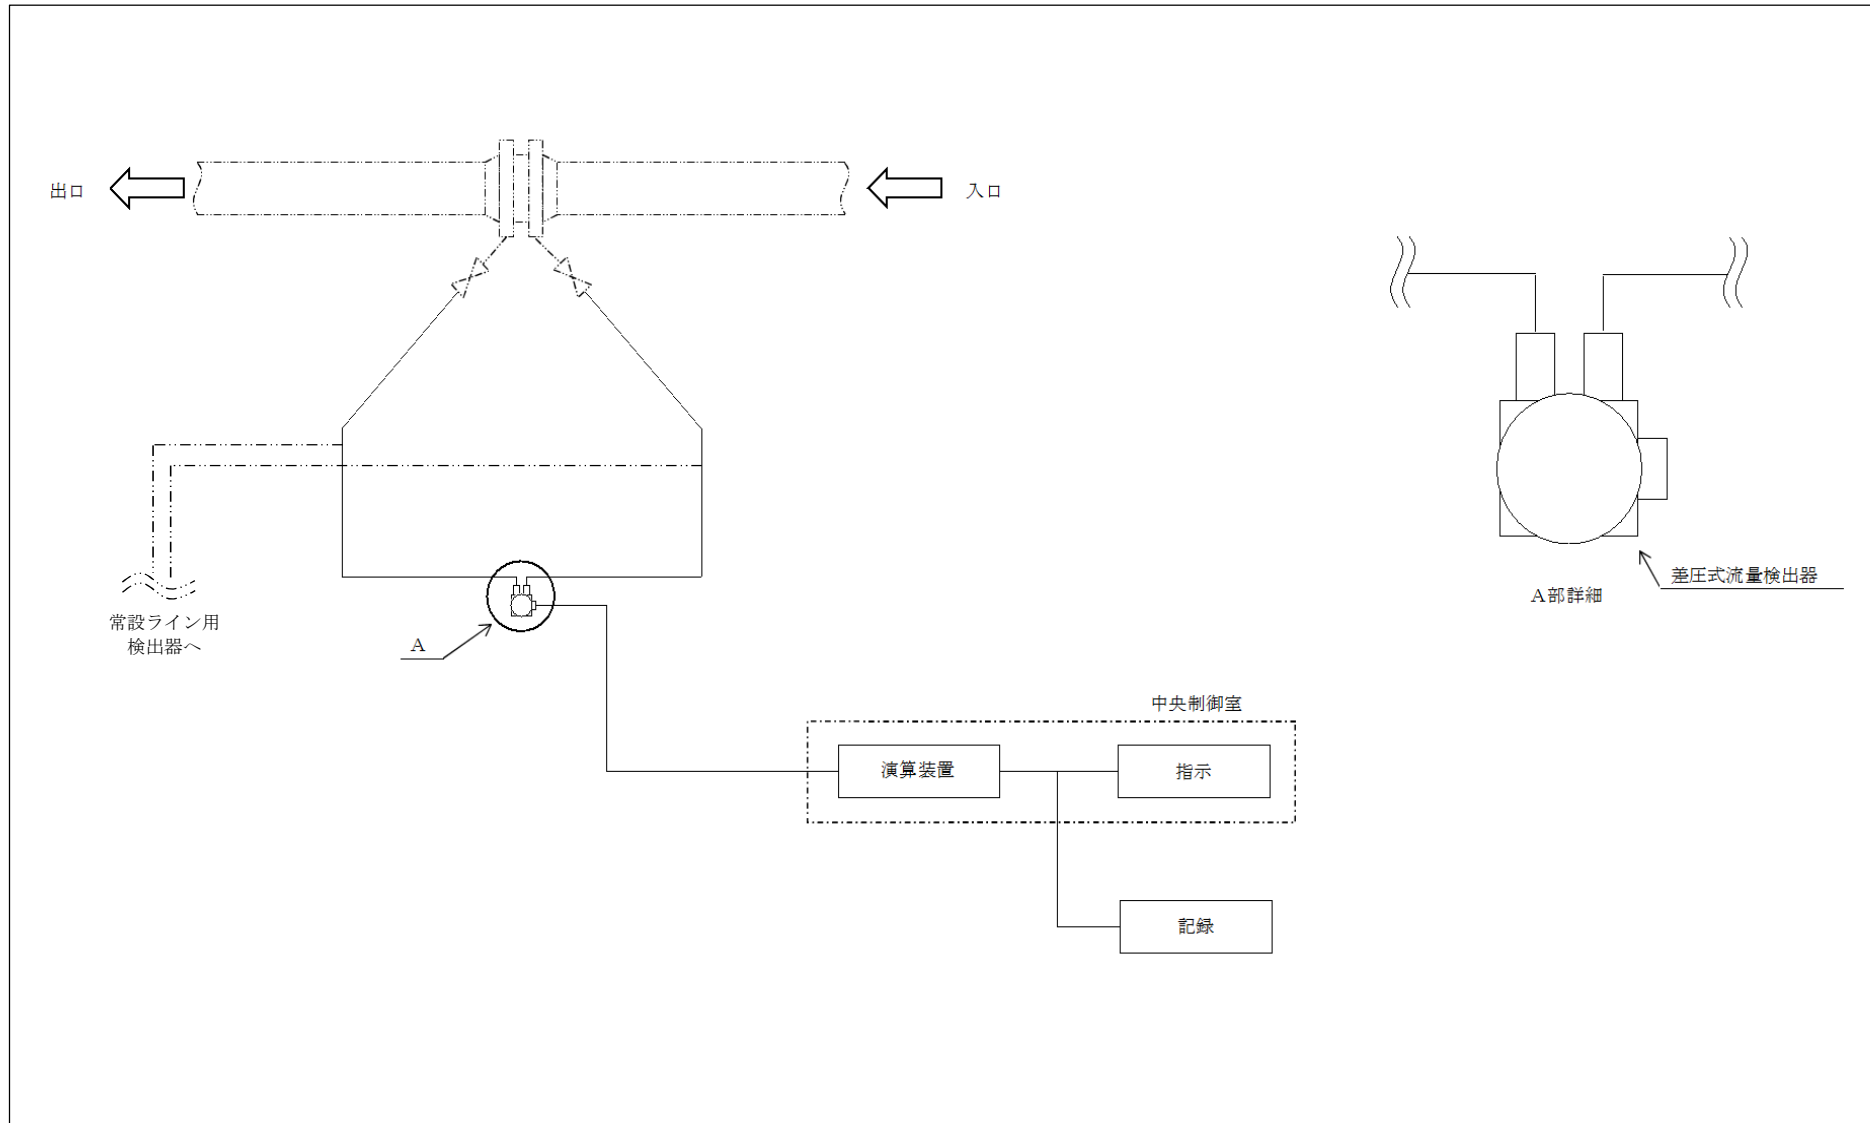 出口
入口
常設ライン用
検出器へ
A
A部詳細
差圧式流量検出器
中央制御室
演算装置
指示
記録